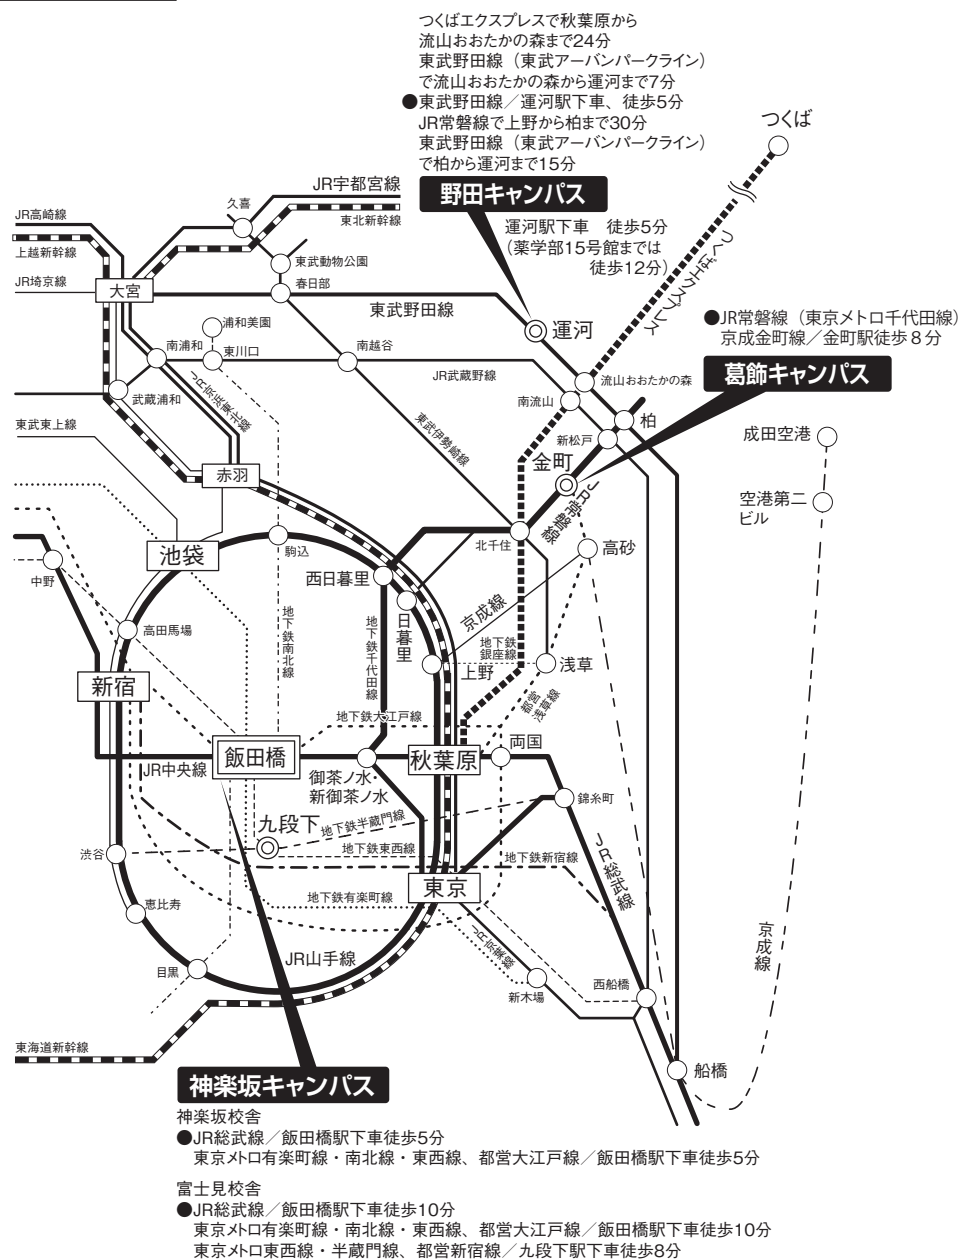 つくばエクスプレスで秋葉原から
流山おおたかの森まで24分
東武野田線（東武アーバンパークライン）
で流山おおたかの森から運河まで7分
●東武野田線／運河駅下車、徒歩5分
JR常磐線で上野から柏まで30分
東武野田線（東武アーバンパークライン）
で柏から運河まで15分
つくば
野田キャンパス
運河駅下車　徒歩5分
（薬学部15号館までは
徒歩12分）
つくばエクスプレス
JR宇都宮線
久喜
東北新幹線
JR高崎線
上越新幹線
東武動物公園
JR埼京線
大宮
春日部
東武野田線
運河
●JR常磐線（東京メトロ千代田線）
京成金町線／金町駅徒歩８分
葛飾キャンパス
浦和美園
南浦和
東川口
南越谷
JR武蔵野線
流山おおたかの森
南流山
武蔵浦和
JR京浜東北線
東武伊勢崎線
柏
新松戸
東武東上線
成田空港
金町
赤羽
JR常磐線
空港第二
ビル
池袋
駒込
北千住
高砂
西日暮里
中野
日暮里
京成線
高田馬場
地下鉄南北線
地下鉄千代田線
地下鉄
銀座線
上野
浅草
新宿
都営
浅草線
地下鉄大江戸線
飯田橋
秋葉原
両国
JR中央線
御茶ノ水・
新御茶ノ水
錦糸町
九段下
地下鉄半蔵門線
渋谷
地下鉄東西線
地下鉄新宿線
JR総武線
東京
地下鉄有楽町線
恵比寿
京成線
JR山手線
JR京葉線
目黒
新木場
西船橋
東海道新幹線
船橋
神楽坂キャンパス
神楽坂校舎
●JR総武線／飯田橋駅下車徒歩5分
東京メトロ有楽町線・南北線・東西線、都営大江戸線／飯田橋駅下車徒歩5分
富士見校舎
●JR総武線／飯田橋駅下車徒歩10分
東京メトロ有楽町線・南北線・東西線、都営大江戸線／飯田橋駅下車徒歩10分
東京メトロ東西線・半蔵門線、都営新宿線／九段下駅下車徒歩8分